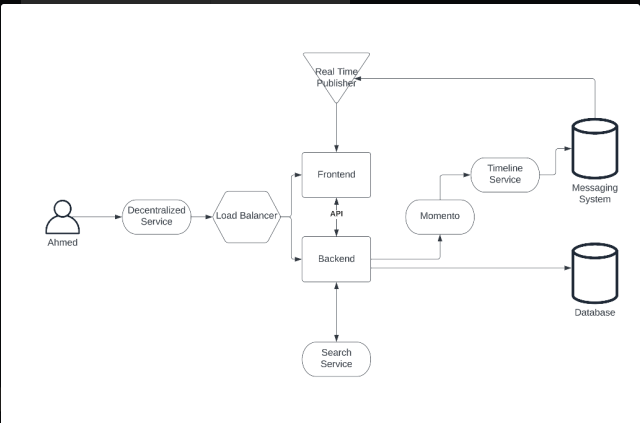 Real Time
Publisher
Frontend
Timeline
Service
Messaging
System
Decentralized
Service
Load Balancer
API
Momento
Ahmed
Backend
Database
Search
Service